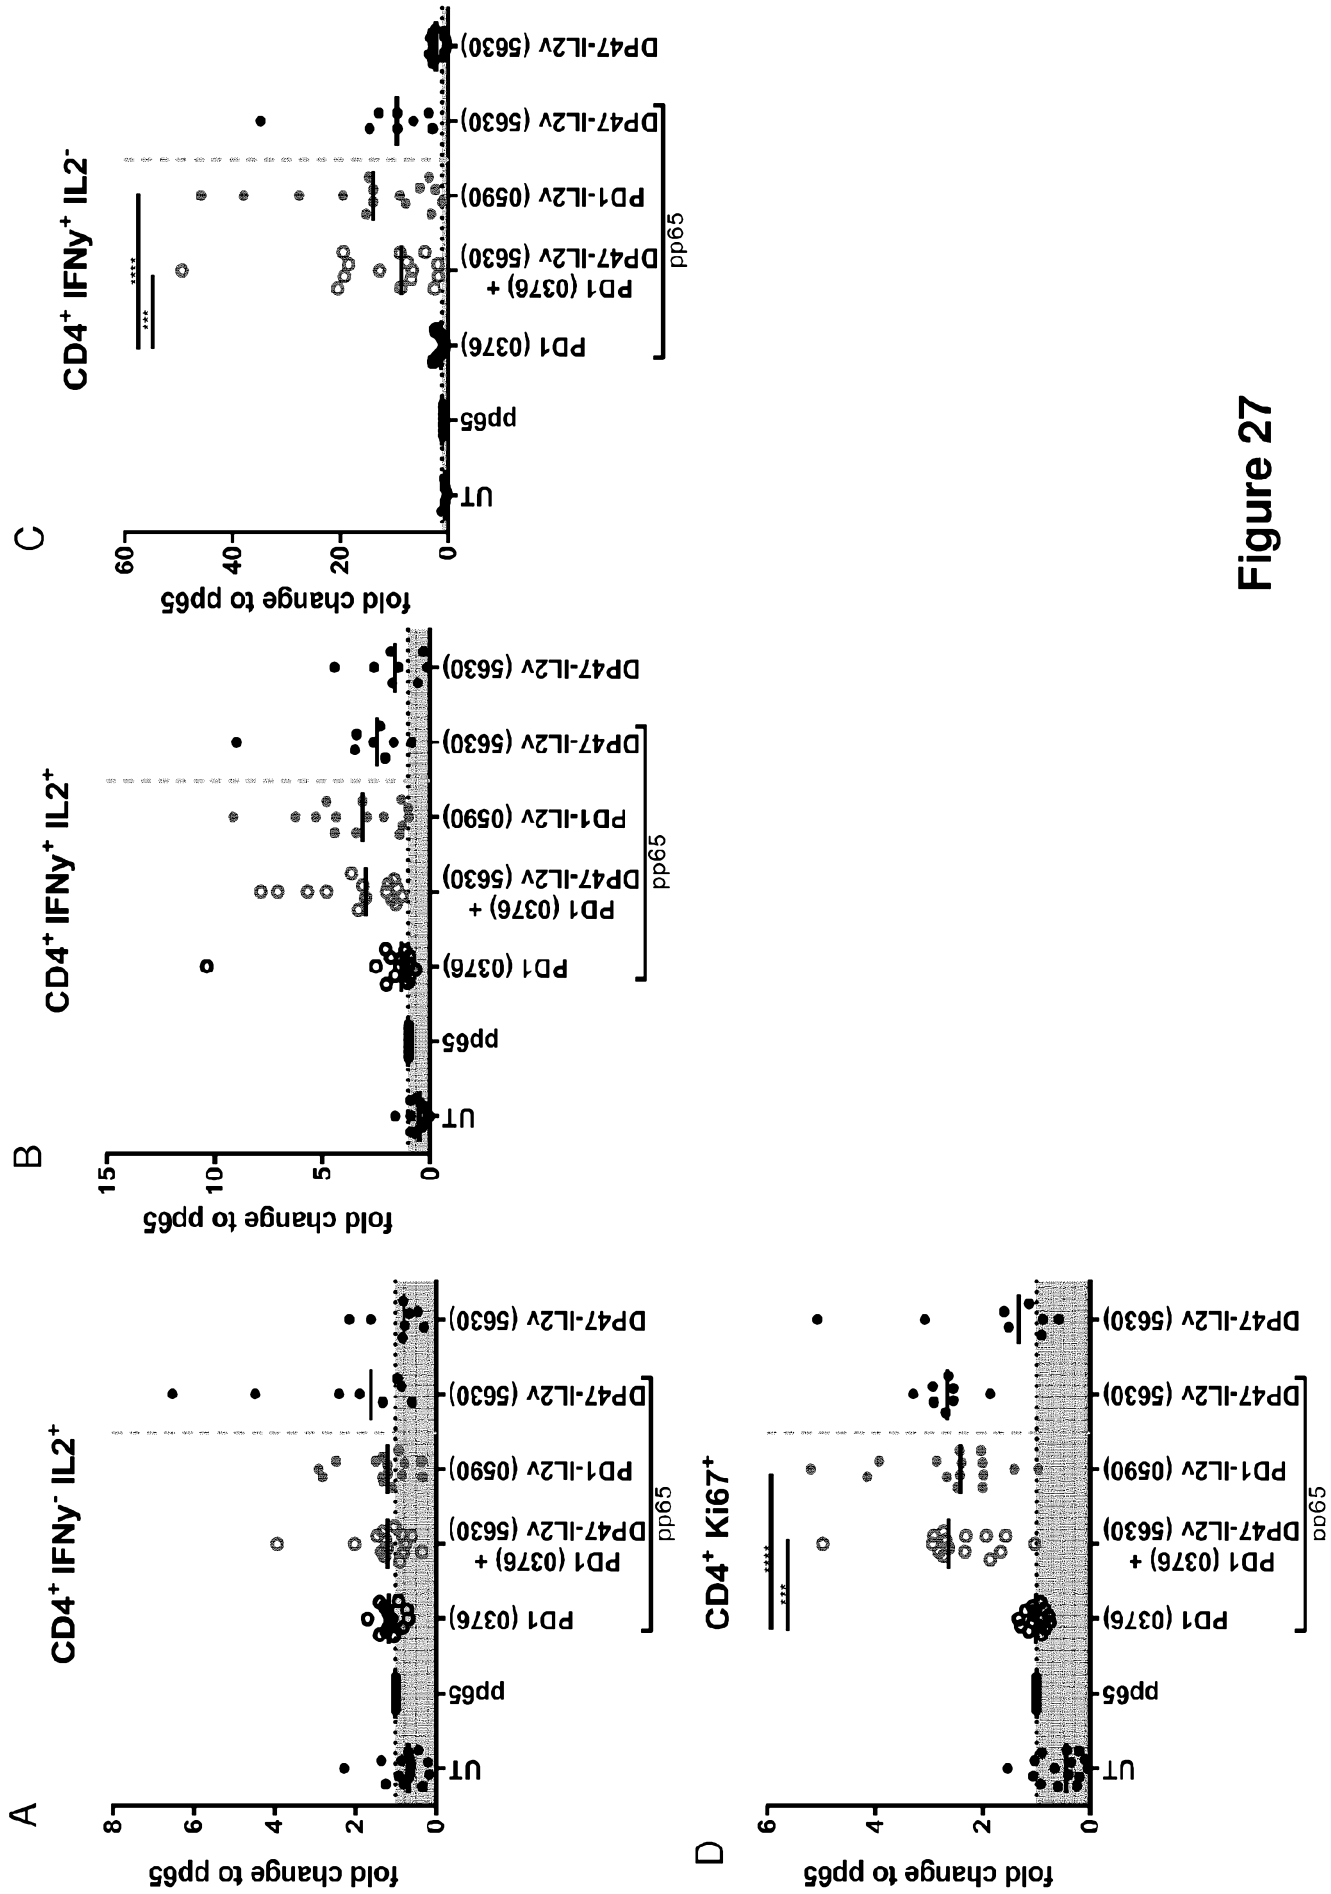 A
CD4+ IFNγ- IL2+
fold change to pp65
8
6
4
2
0
UT
pp65
PD1 (0376)
PD1 (0376) +
DP47-IL2v (5630)
PD1-IL2v (0590)
DP47-IL2v (5630)
DP47-IL2v (5630)
pp65
B
CD4+ IFNγ+ IL2+
fold change to pp65
15
10
5
0
UT
pp65
PD1 (0376)
PD1 (0376) +
DP47-IL2v (5630)
PD1-IL2v (0590)
DP47-IL2v (5630)
DP47-IL2v (5630)
pp65
C
CD4+ IFNγ+ IL2-
fold change to pp65
60
40
20
0
****
***
UT
pp65
PD1 (0376)
PD1 (0376) +
DP47-IL2v (5630)
PD1-IL2v (0590)
DP47-IL2v (5630)
DP47-IL2v (5630)
pp65
D
CD4+ Ki67+
fold change to pp65
6
4
2
0
****
***
UT
pp65
PD1 (0376)
PD1 (0376) +
DP47-IL2v (5630)
PD1-IL2v (0590)
DP47-IL2v (5630)
DP47-IL2v (5630)
pp65
Figure 27